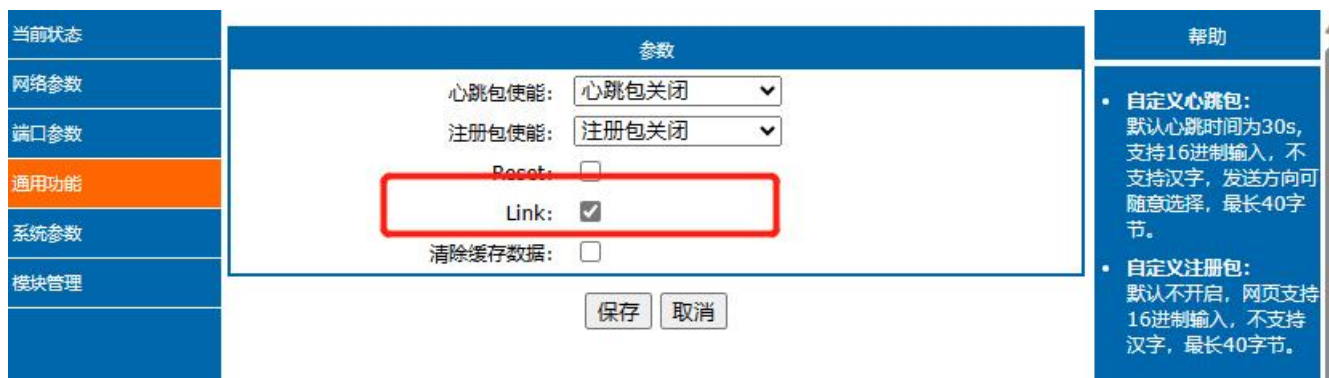 当前状态
网络参数
端口参数
通用功能
系统参数
模块管理
参数
心跳包使能: 心跳包关闭
注册包使能: 注册包关闭
Reset:
Link:
清除缓存数据:
保存 取消
帮助
• 自定义心跳包:
默认心跳时间为30s,
支持16进制输入, 不
支持汉字, 发送方向可
随意选择, 最长40字
节。
• 自定义注册包:
默认不开启, 网页支持
16进制输入, 不支持
汉字, 最长40字节。